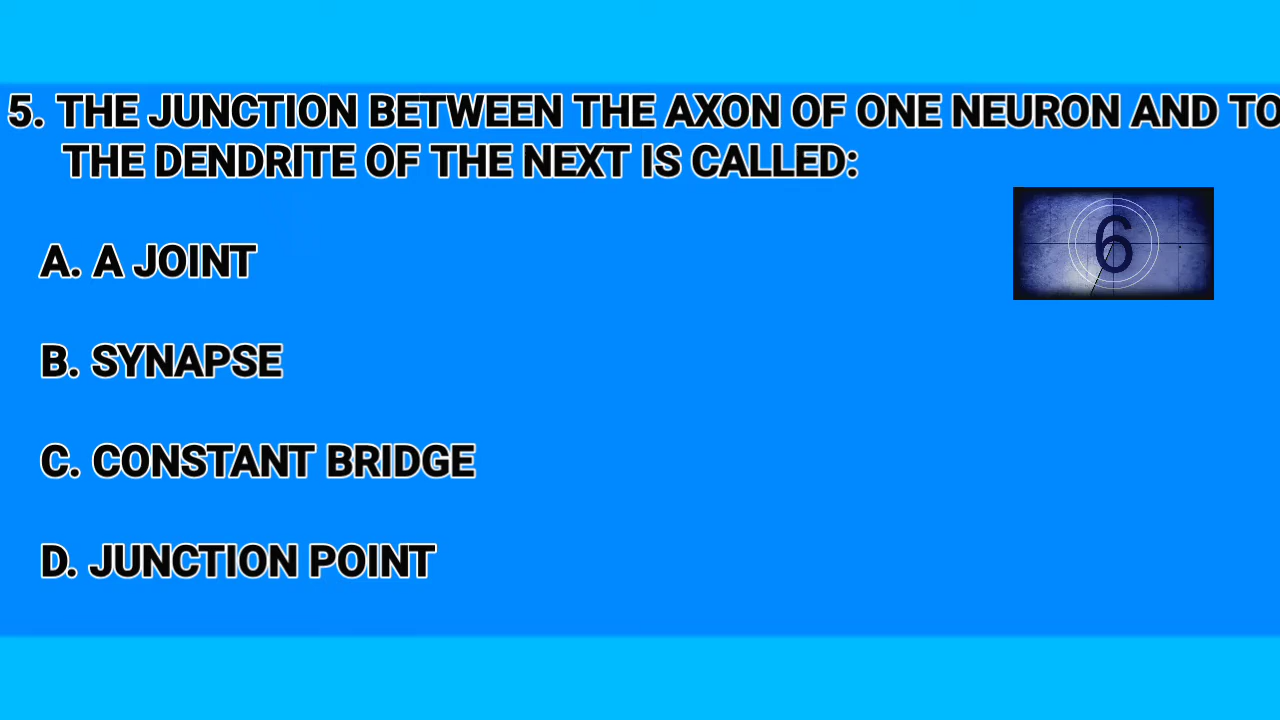 5. THE JUNCTION BETWEEN THE AXON OF ONE NEURON AND TO
THE DENDRITE OF THE NEXT IS CALLED:
6
A. A JOINT
B. SYNAPSE
C. CONSTANT BRIDGE
D. JUNCTION POINT